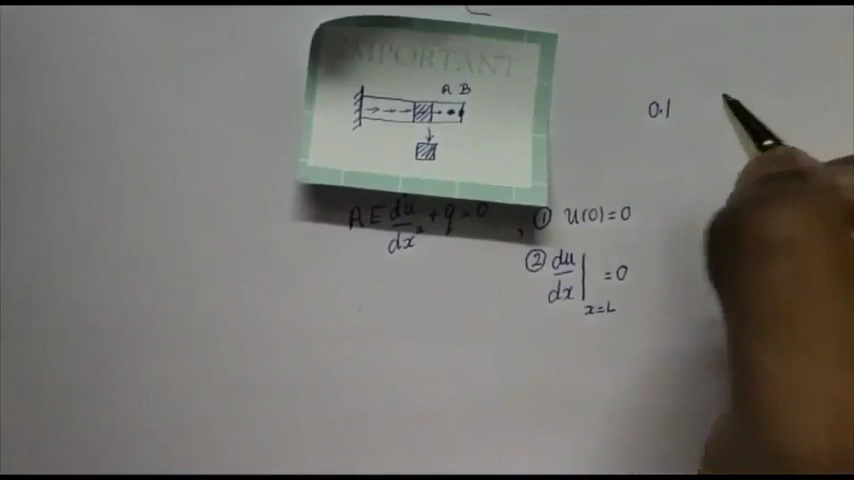 IMPORTANT
A B
0.1
AE d²u/dx² + q = 0 , ① u(0) = 0
② du/dx | x=L = 0